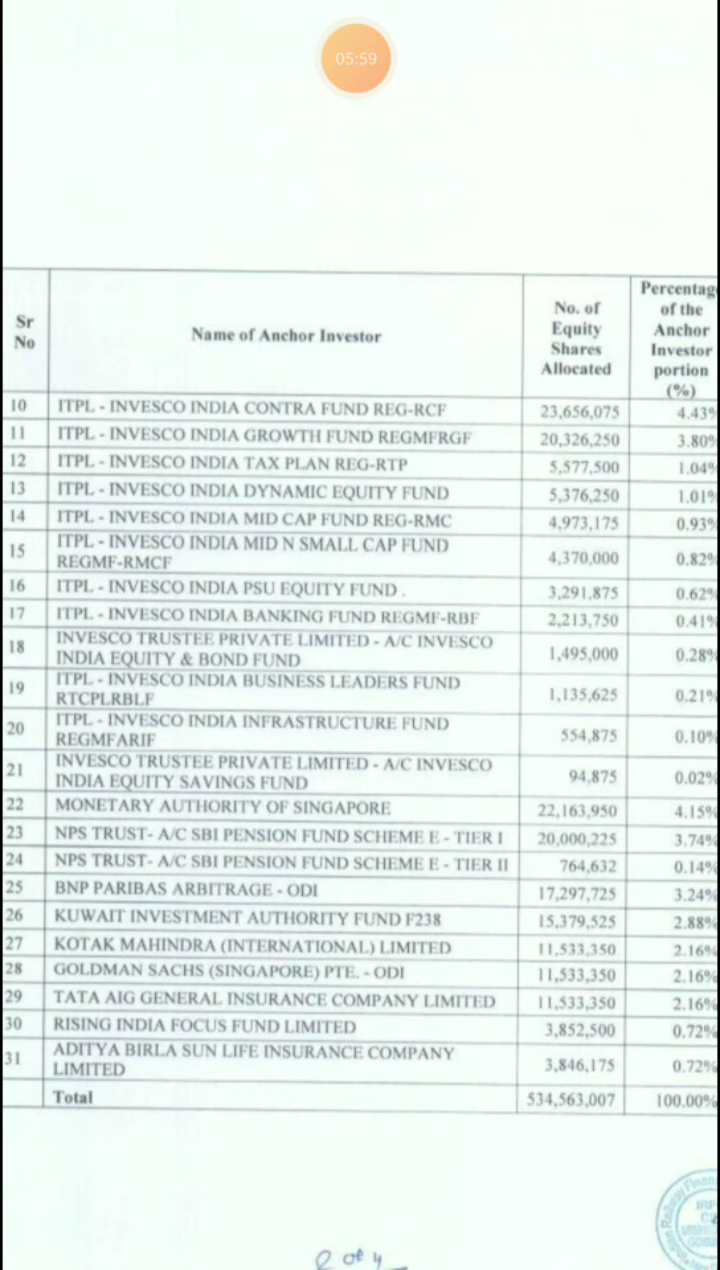 05:59
Sr
No
Name of Anchor Investor
No. of
Equity
Shares
Allocated
Percentag
of the
Anchor
Investor
portion
(%)
10 ITPL - INVESCO INDIA CONTRA FUND REG-RCF 23,656,075 4.43%
11 ITPL - INVESCO INDIA GROWTH FUND REGMFRGF 20,326,250 3.80%
12 ITPL - INVESCO INDIA TAX PLAN REG-RTP 5,577,500 1.04%
13 ITPL - INVESCO INDIA DYNAMIC EQUITY FUND 5,376,250 1.01%
14 ITPL - INVESCO INDIA MID CAP FUND REG-RMC 4,973,175 0.93%
15 ITPL - INVESCO INDIA MID N SMALL CAP FUND
REGMF-RMCF 4,370,000 0.82%
16 ITPL - INVESCO INDIA PSU EQUITY FUND . 3,291,875 0.62%
17 ITPL - INVESCO INDIA BANKING FUND REGMF-RBF 2,213,750 0.41%
18 INVESCO TRUSTEE PRIVATE LIMITED - A/C INVESCO
INDIA EQUITY & BOND FUND 1,495,000 0.28%
19 ITPL - INVESCO INDIA BUSINESS LEADERS FUND
RTCPLRBLF 1,135,625 0.21%
20 ITPL - INVESCO INDIA INFRASTRUCTURE FUND
REGMFARIF 554,875 0.10%
21 INVESCO TRUSTEE PRIVATE LIMITED - A/C INVESCO
INDIA EQUITY SAVINGS FUND 94,875 0.02%
22 MONETARY AUTHORITY OF SINGAPORE 22,163,950 4.15%
23 NPS TRUST- A/C SBI PENSION FUND SCHEME E - TIER I 20,000,225 3.74%
24 NPS TRUST- A/C SBI PENSION FUND SCHEME E - TIER II 764,632 0.14%
25 BNP PARIBAS ARBITRAGE - ODI 17,297,725 3.24%
26 KUWAIT INVESTMENT AUTHORITY FUND F238 15,379,525 2.88%
27 KOTAK MAHINDRA (INTERNATIONAL) LIMITED 11,533,350 2.16%
28 GOLDMAN SACHS (SINGAPORE) PTE. - ODI 11,533,350 2.16%
29 TATA AIG GENERAL INSURANCE COMPANY LIMITED 11,533,350 2.16%
30 RISING INDIA FOCUS FUND LIMITED 3,852,500 0.72%
31 ADITYA BIRLA SUN LIFE INSURANCE COMPANY
LIMITED 3,846,175 0.72%
Total 534,563,007 100.00%
Railway Finan
2 of 4